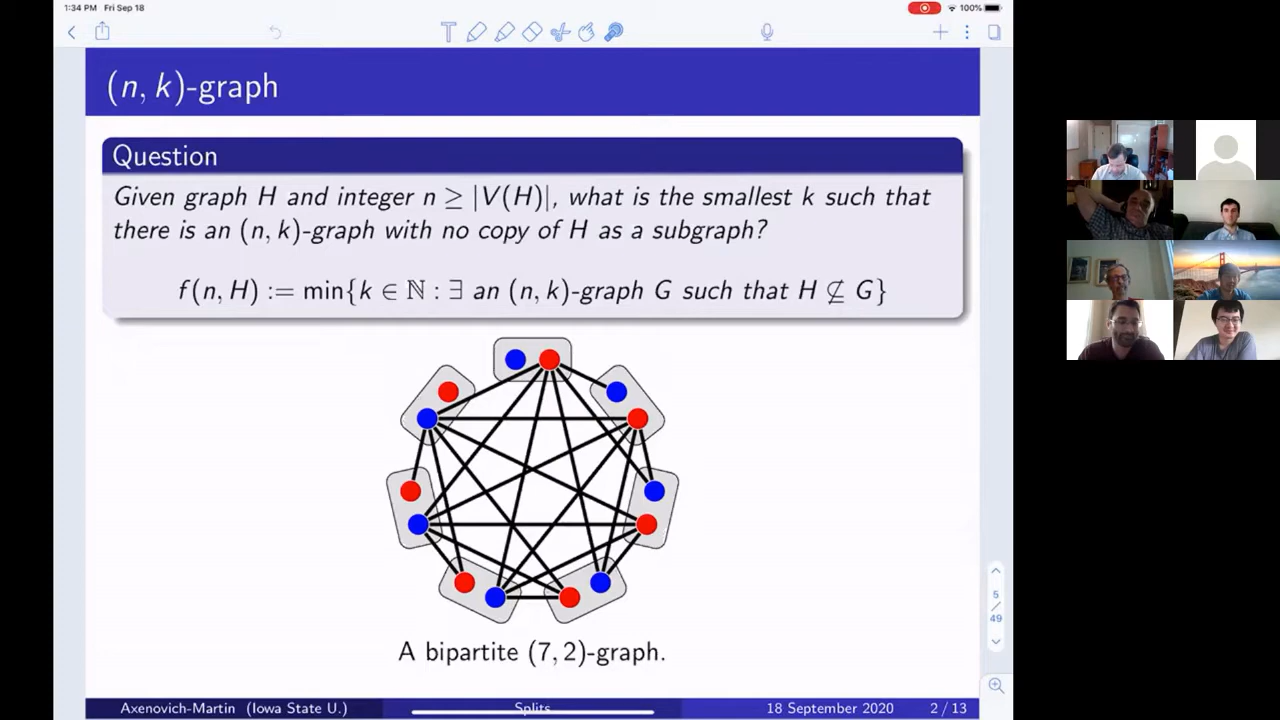 1:34 PM Fri Sep 18
100%
(n, k)-graph
Question
Given graph H and integer n ≥ |V(H)|, what is the smallest k such that
there is an (n, k)-graph with no copy of H as a subgraph?
f(n, H) := min{k ∈ ℕ : ∃ an (n, k)-graph G such that H ⊈ G}
A bipartite (7, 2)-graph.
5
/
49
Axenovich-Martin (Iowa State U.) Splits 18 September 2020 2 / 13